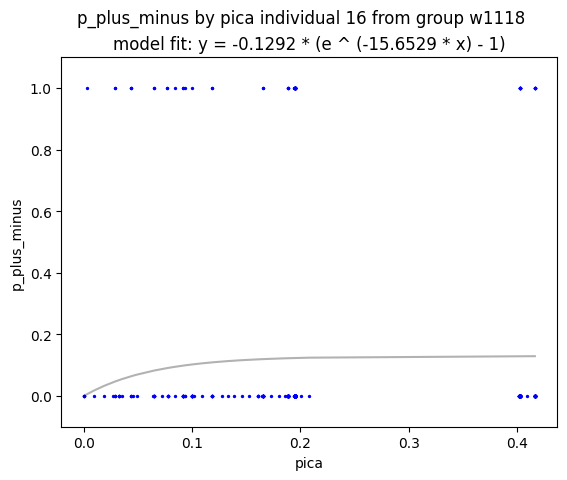 p_plus_minus by pica individual 16 from group w1118
model fit: y = -0.1292 * (e ^ (-15.6529 * x) - 1)
1.0
0.8
0.6
0.4
0.2
0.0
p_plus_minus
0.0 0.1 0.2 0.3 0.4
pica